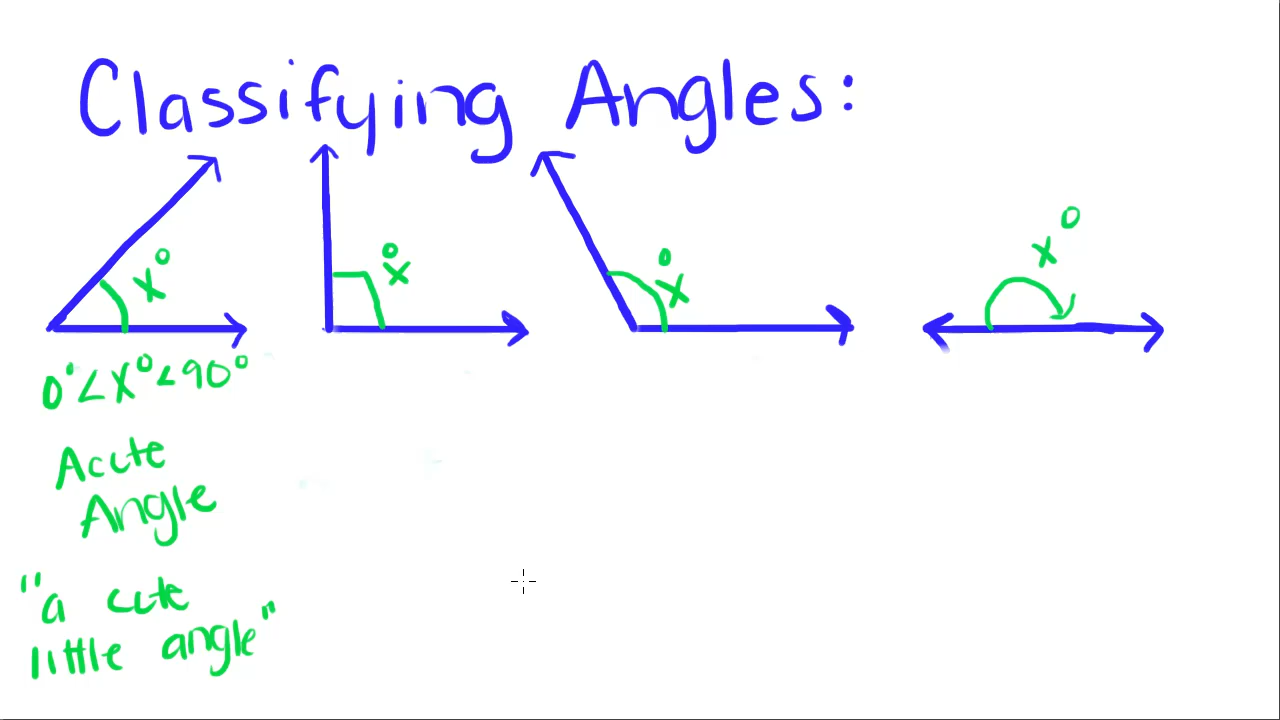 Classifying Angles:
x°
x°
x°
x°
0°<x°<90°
Acute
Angle
"a cute
little angle"